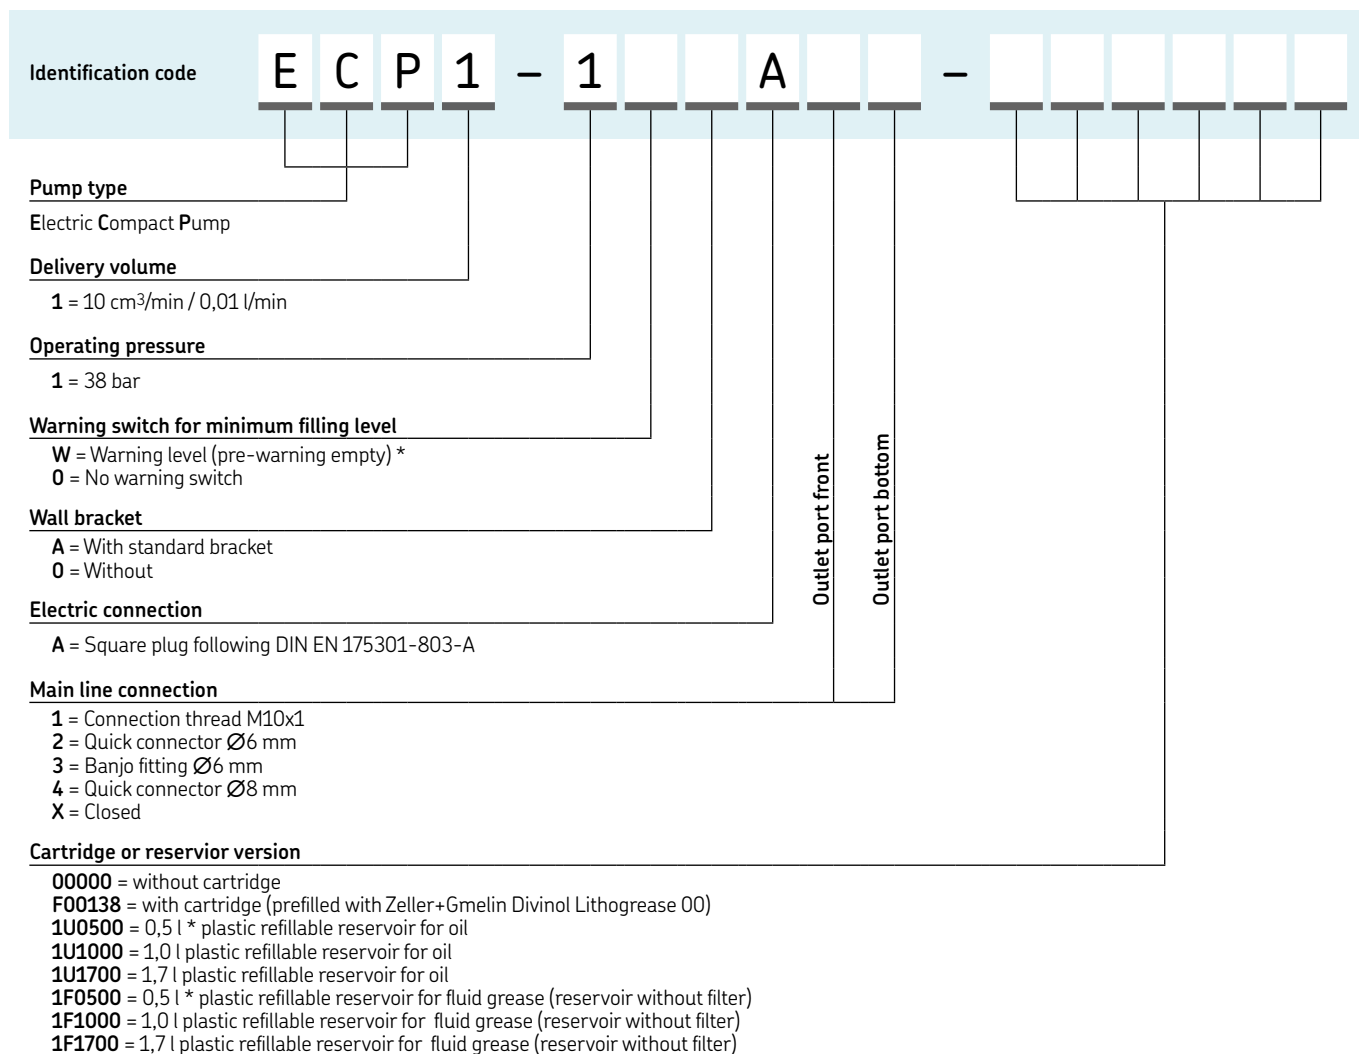 Identification code E C P 1 – 1 A –
Pump type
Electric Compact Pump
Delivery volume
1 = 10 cm³/min / 0,01 l/min
Operating pressure
1 = 38 bar
Warning switch for minimum filling level
W = Warning level (pre-warning empty) *
0 = No warning switch
Wall bracket
A = With standard bracket
0 = Without
Electric connection
A = Square plug following DIN EN 175301-803-A
Outlet port front
Outlet port bottom
Main line connection
1 = Connection thread M10x1
2 = Quick connector Ø6 mm
3 = Banjo fitting Ø6 mm
4 = Quick connector Ø8 mm
X = Closed
Cartridge or reservior version
00000 = without cartridge
F00138 = with cartridge (prefilled with Zeller+Gmelin Divinol Lithogrease 00)
1U0500 = 0,5 l * plastic refillable reservoir for oil
1U1000 = 1,0 l plastic refillable reservoir for oil
1U1700 = 1,7 l plastic refillable reservoir for oil
1F0500 = 0,5 l * plastic refillable reservoir for fluid grease (reservoir without filter)
1F1000 = 1,0 l plastic refillable reservoir for fluid grease (reservoir without filter)
1F1700 = 1,7 l plastic refillable reservoir for fluid grease (reservoir without filter)